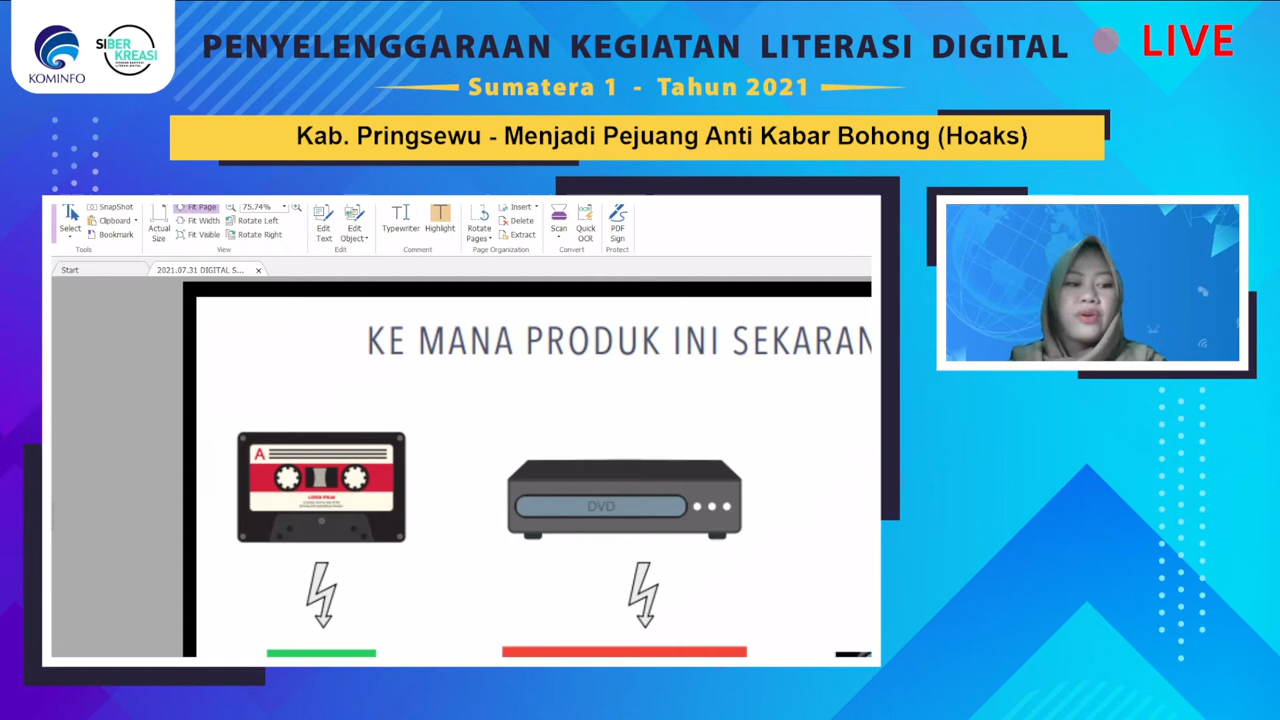 PENYELENGGARAAN KEGIATAN LITERASI DIGITAL
LIVE
KOMINFO
SIBER
KREASI
Sumatera 1 - Tahun 2021
Kab. Pringsewu - Menjadi Pejuang Anti Kabar Bohong (Hoaks)
SnapShot
Clipboard
Bookmark
Select
Tools
Actual
Size
Fit Page
Fit Width
Fit Visible
75.74%
Rotate Left
Rotate Right
View
Edit
Text
Edit
Object
Edit
Typewriter
Highlight
Comment
Rotate
Pages
Insert
Delete
Extract
Page Organization
Scan
Quick
OCR
Convert
PDF
Sign
Protect
Start
2021.07.31 DIGITAL S...
KE MANA PRODUK INI SEKARAN
A
DVD